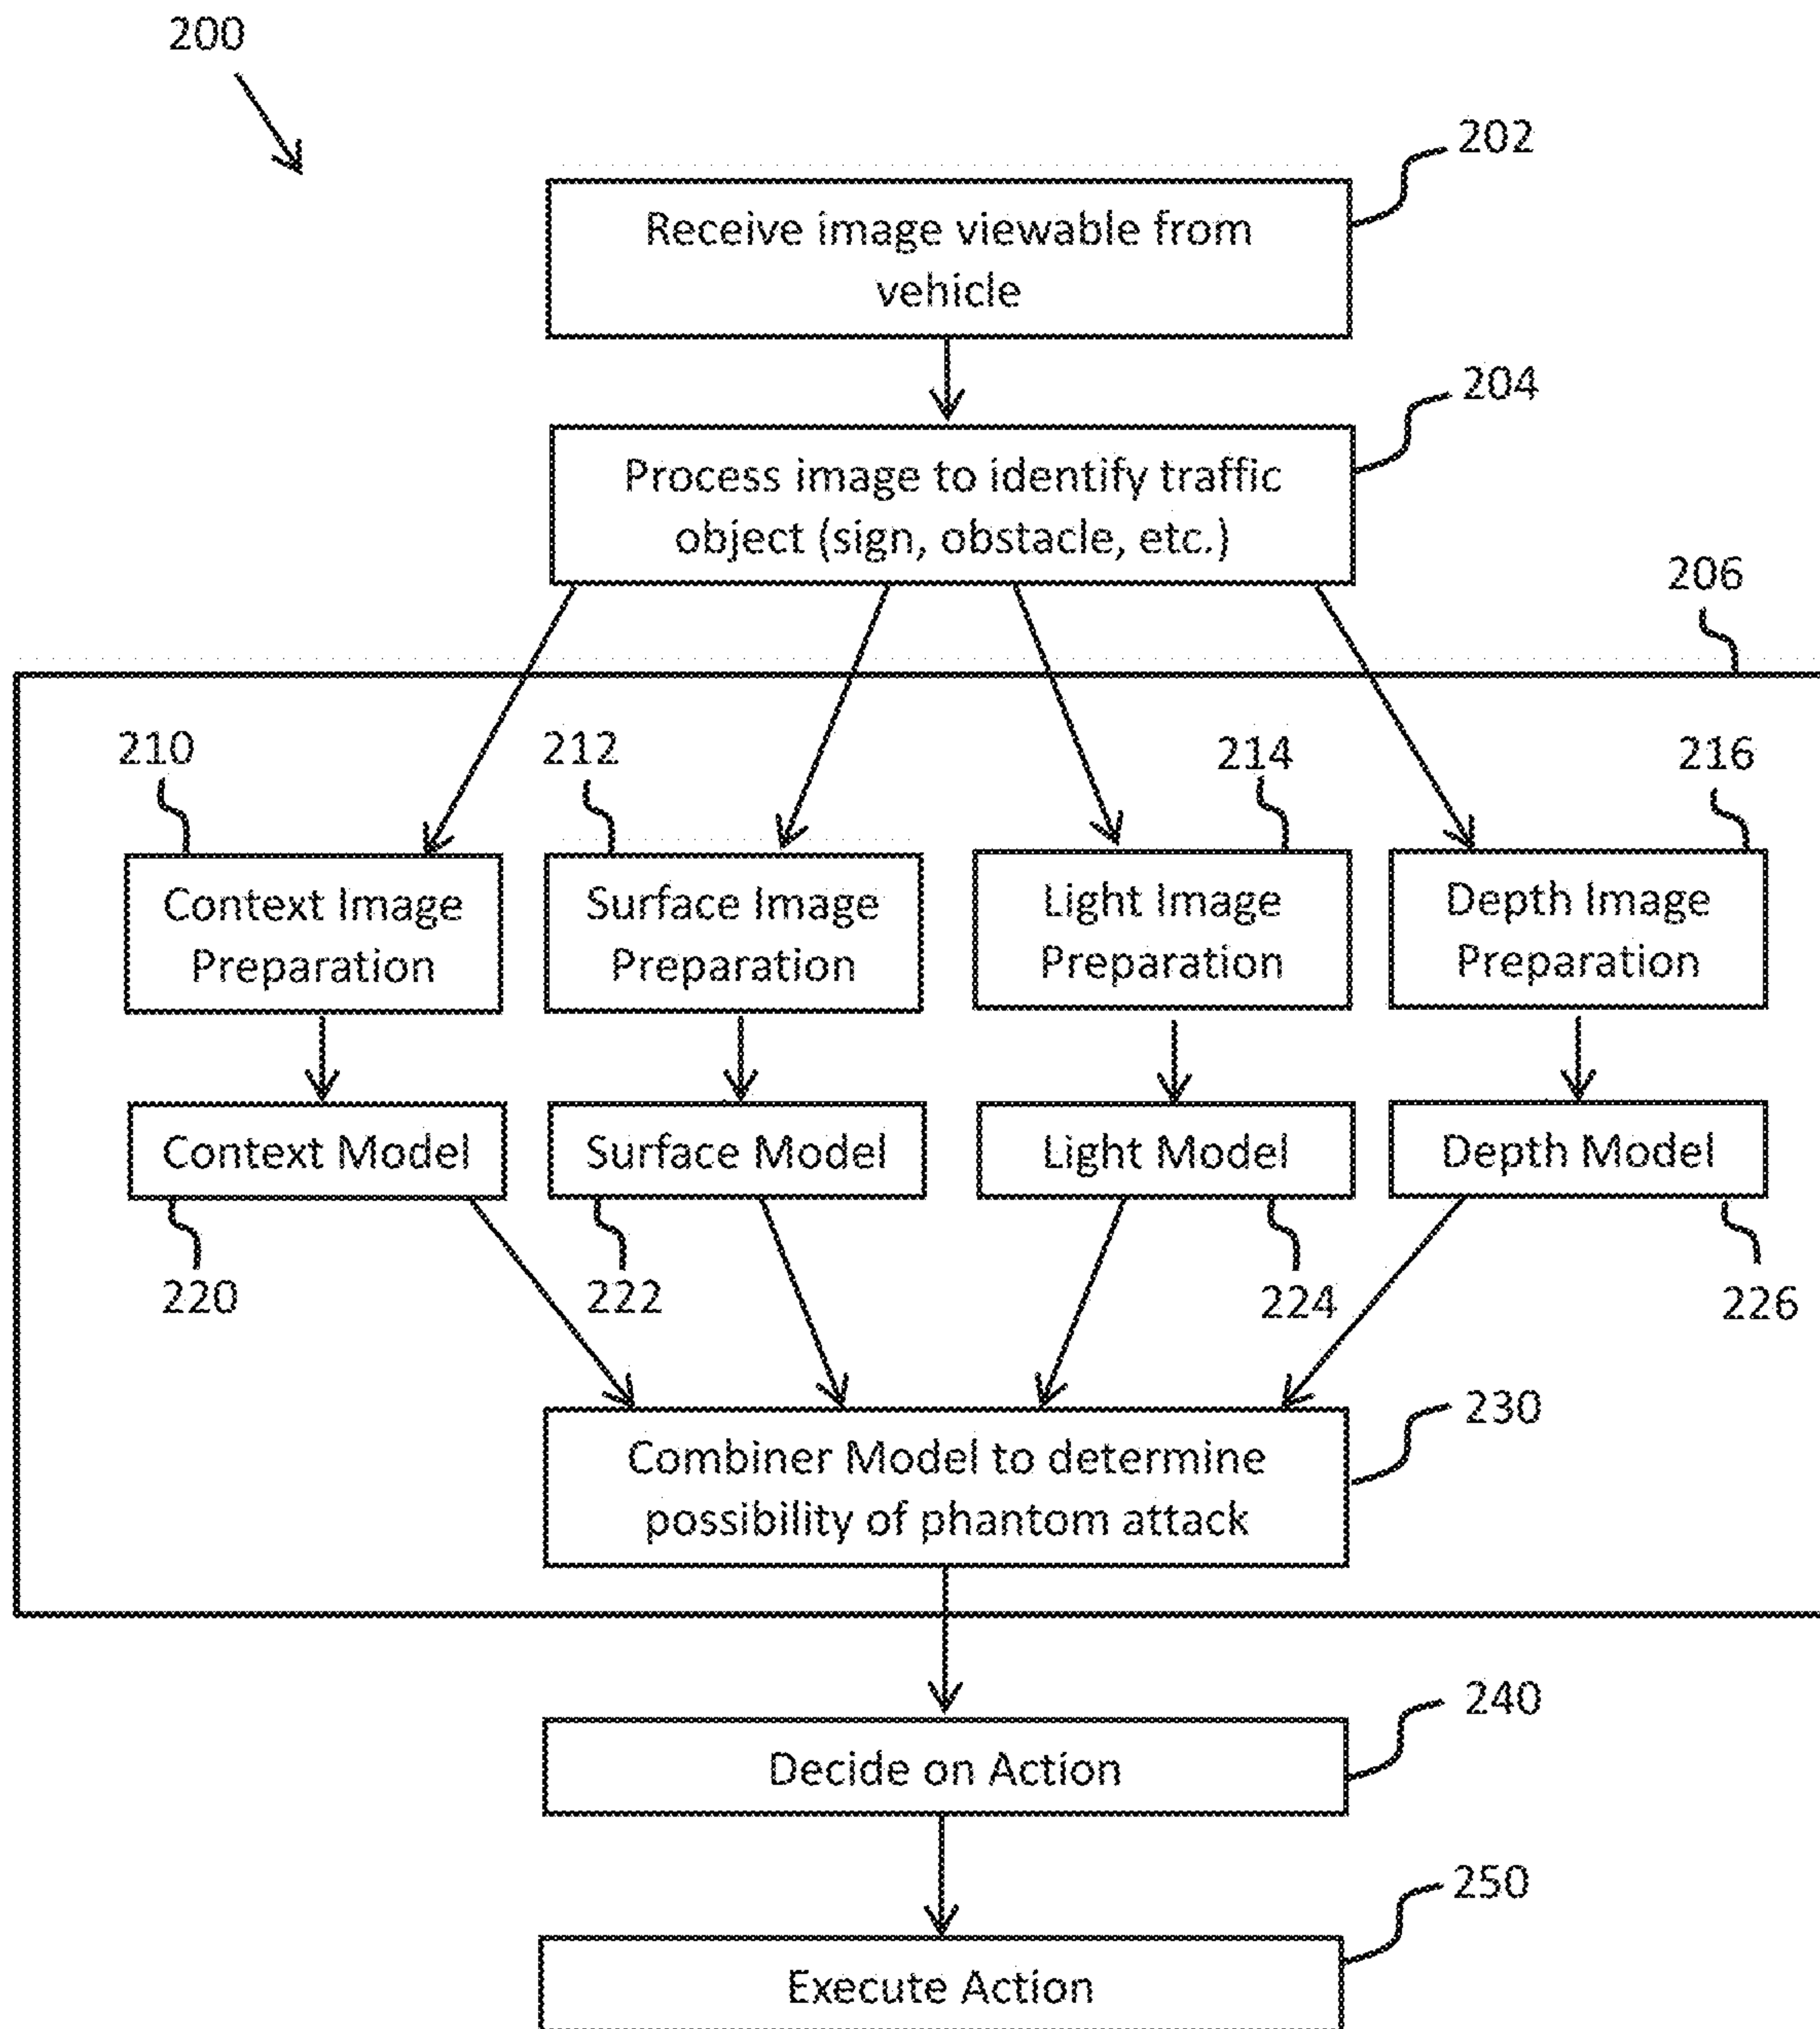 200
202
Receive image viewable from
vehicle
204
Process image to identify traffic
object (sign, obstacle, etc.)
206
210
212
214
216
Context Image
Preparation
Surface Image
Preparation
Light Image
Preparation
Depth Image
Preparation
Context Model
Surface Model
Light Model
Depth Model
220
222
224
226
230
Combiner Model to determine
possibility of phantom attack
240
Decide on Action
250
Execute Action